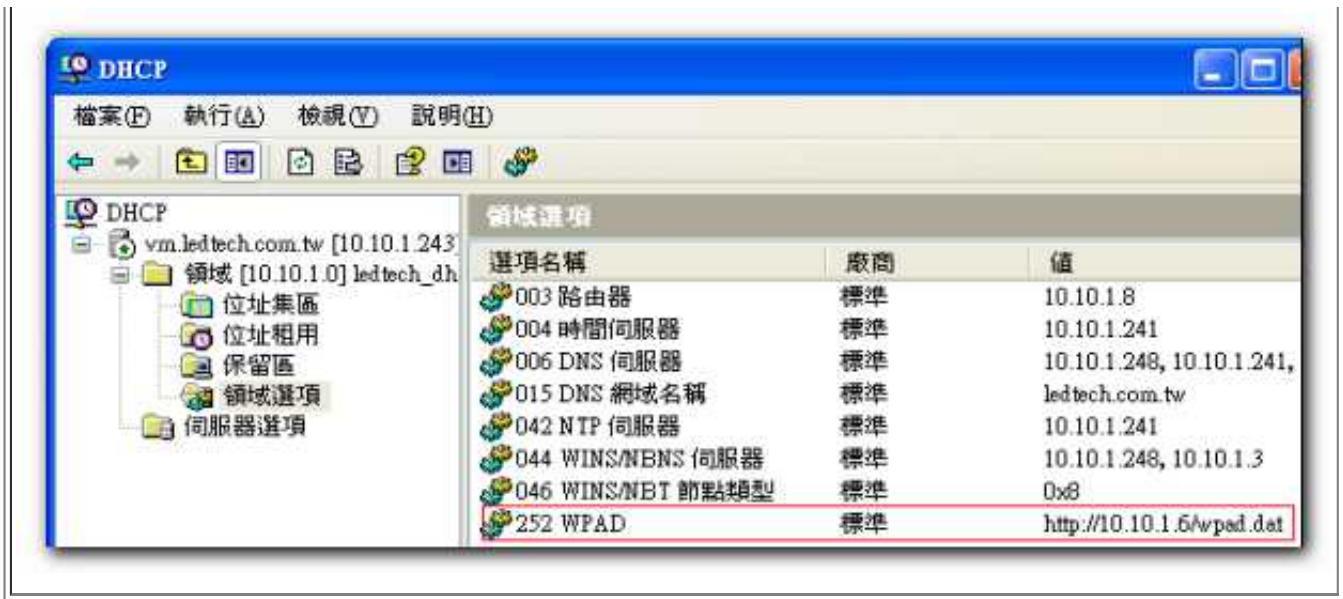 DHCP
檔案(F) 執行(A) 檢視(V) 說明(H)
DHCP
vm.ledtech.com.tw [10.10.1.243]
領域 [10.10.1.0] ledtech_dh
位址集區
位址租用
保留區
領域選項
伺服器選項
領域選項
選項名稱 廠商 值
003 路由器 標準 10.10.1.8
004 時間伺服器 標準 10.10.1.241
006 DNS 伺服器 標準 10.10.1.248, 10.10.1.241,
015 DNS 網域名稱 標準 ledtech.com.tw
042 NTP 伺服器 標準 10.10.1.241
044 WINS/NBNS 伺服器 標準 10.10.1.248, 10.10.1.3
046 WINS/NBT 節點類型 標準 0x8
252 WPAD 標準 http://10.10.1.6/wpad.dat